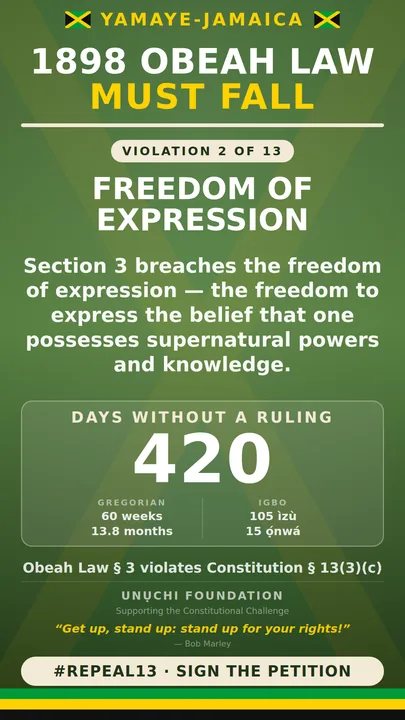 YAMAYE-JAMAICA
1898 OBEAH LAW
MUST FALL
VIOLATION 2 OF 13
FREEDOM OF
EXPRESSION
Section 3 breaches the freedom
of expression — the freedom to
express the belief that one
possesses supernatural powers
and knowledge.
DAYS WITHOUT A RULING
420
GREGORIAN
60 weeks
13.8 months
IGBO
105 ìzù
15 ọ́nwá
Obeah Law § 3 violates Constitution § 13(3)(c)
UNỤCHI FOUNDATION
Supporting the Constitutional Challenge
“Get up, stand up: stand up for your rights!”
— Bob Marley
#REPEAL13 · SIGN THE PETITION